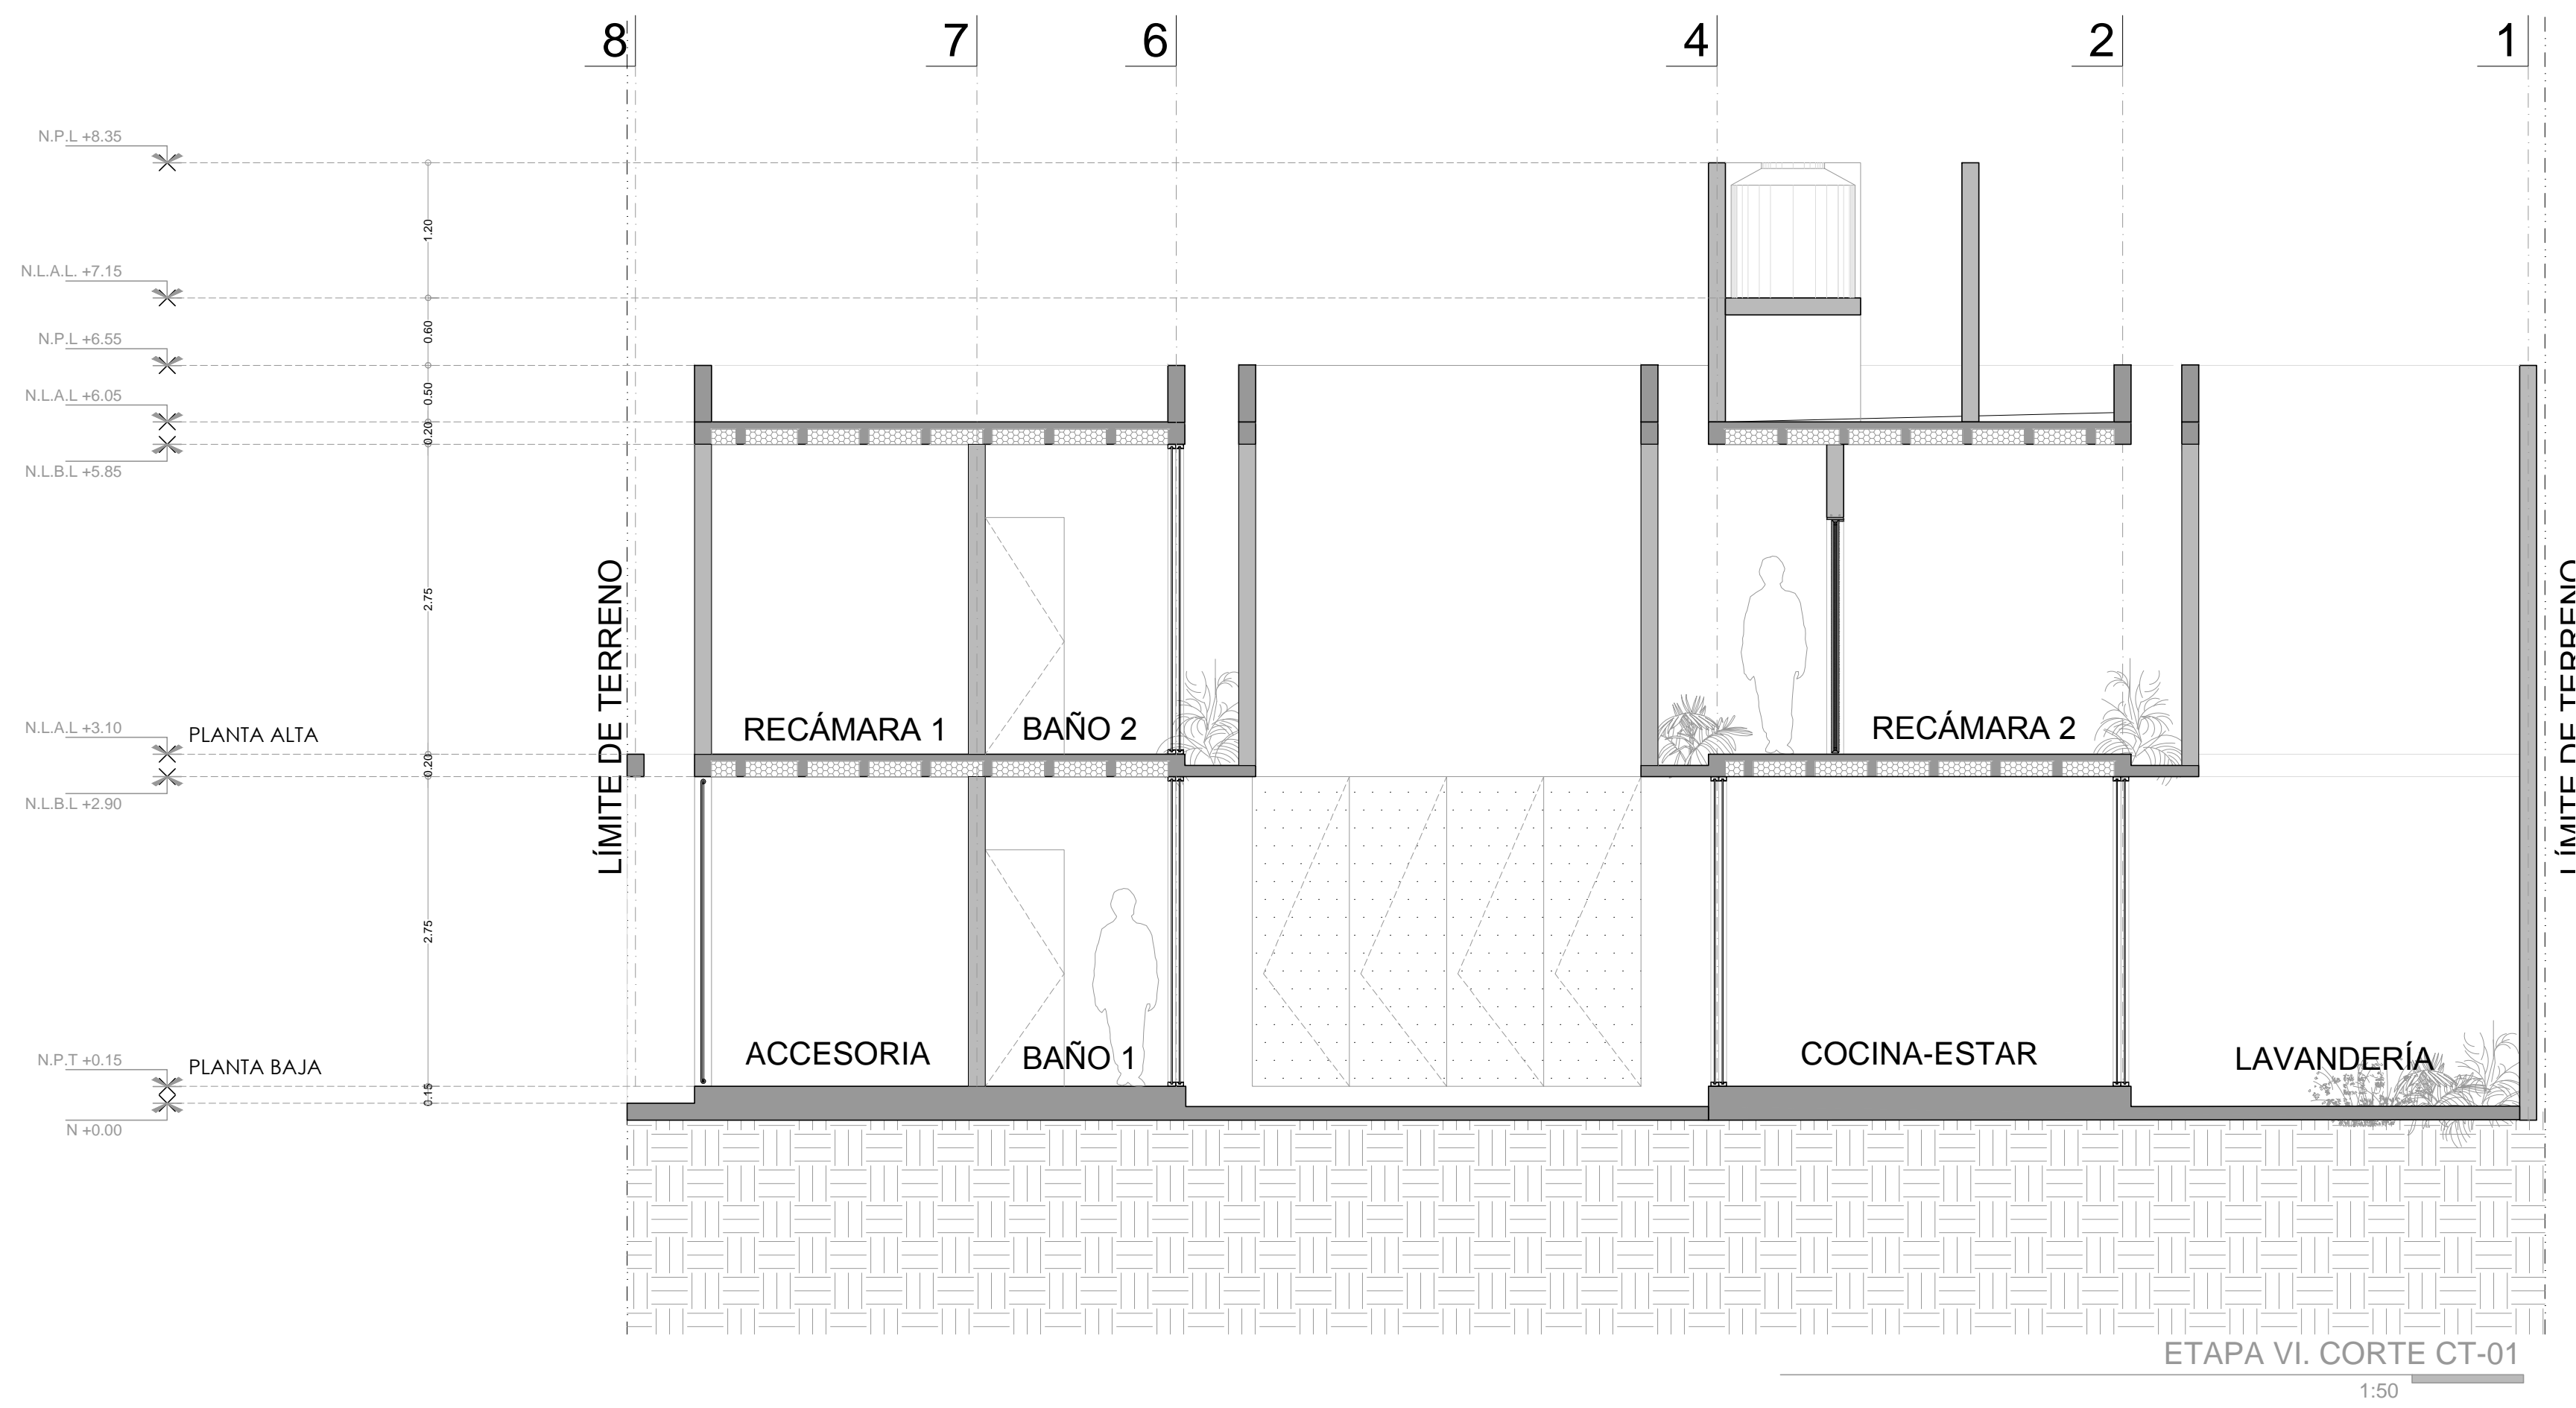 8
7
6
4
2
1
N.P.L +8.35
1.20
N.L.A.L. +7.15
0.60
N.P.L +6.55
0.50
N.L.A.L +6.05
0.20
N.L.B.L +5.85
2.75
LÍMITE DE TERRENO
LÍMITE DE TERRENO
RECÁMARA 1
BAÑO 2
RECÁMARA 2
N.L.A.L +3.10
PLANTA ALTA
0.20
N.L.B.L +2.90
2.75
ACCESORIA
BAÑO 1
COCINA-ESTAR
LAVANDERÍA
N.P.T +0.15
PLANTA BAJA
0.15
N +0.00
ETAPA VI. CORTE CT-01
1:50